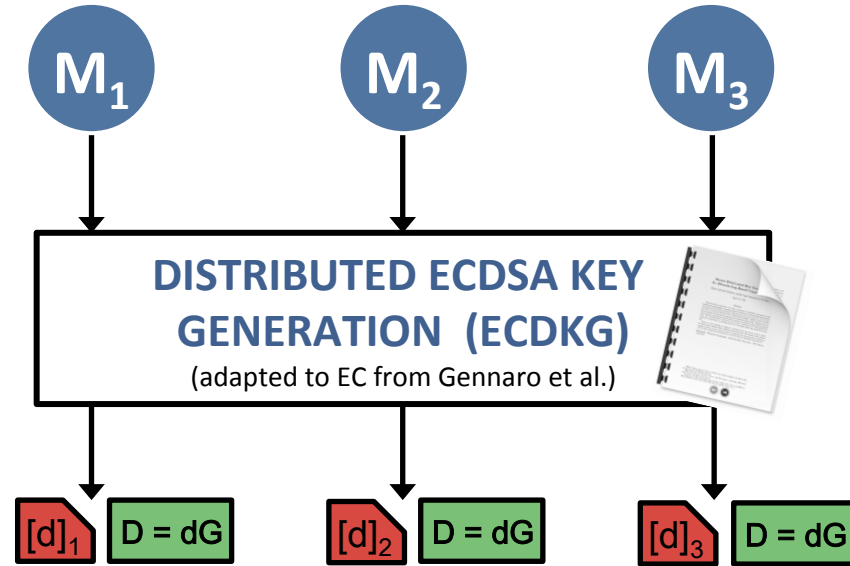 M₁ M₂ M₃
DISTRIBUTED ECDSA KEY
GENERATION (ECDKG)
(adapted to EC from Gennaro et al.)
[d]₁ D = dG [d]₂ D = dG [d]₃ D = dG